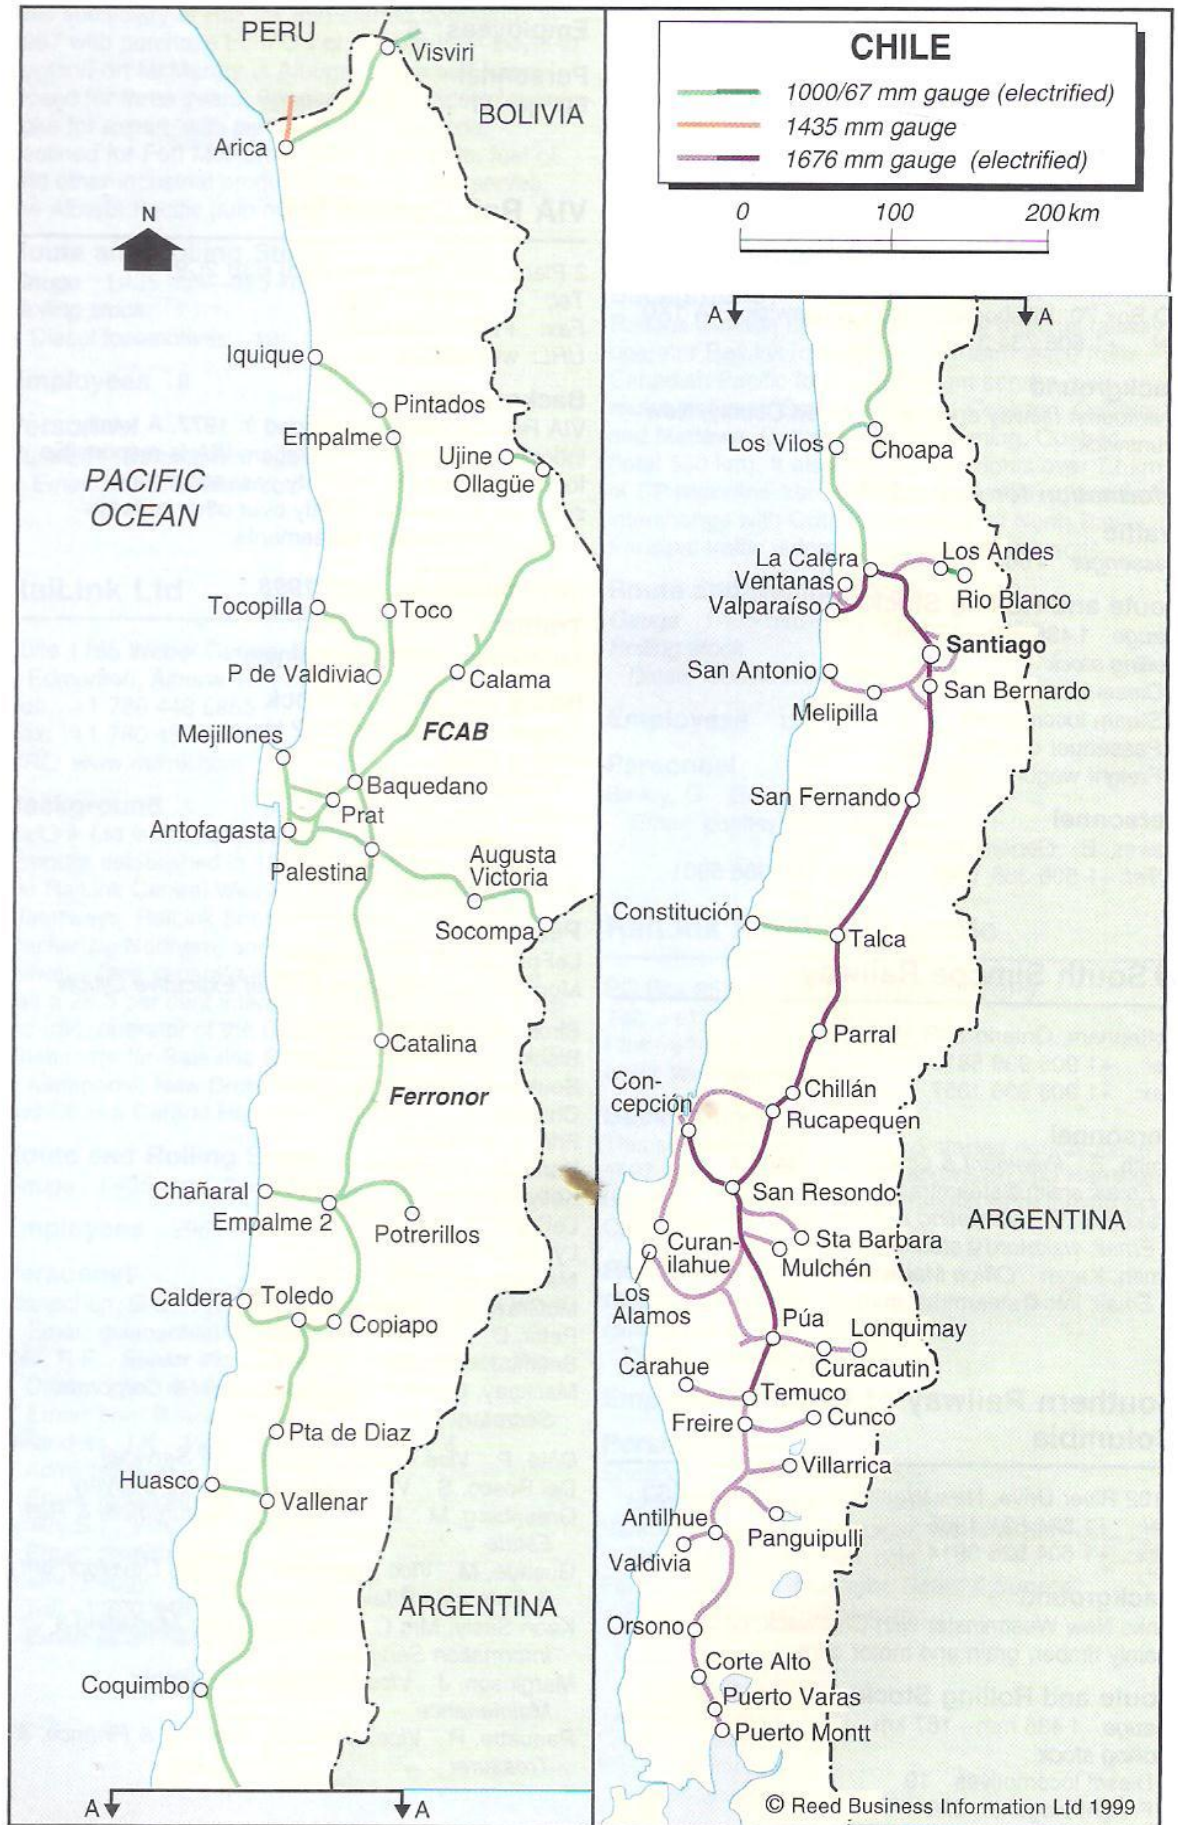 PERU
Visviri
BOLIVIA
Arica
N
Iquique
Pintados
Empalme
Ujine
Ollagüe
PACIFIC
OCEAN
Tocopilla
Toco
P de Valdivia
Calama
FCAB
Mejillones
Baquedano
Prat
Antofagasta
Palestina
Augusta
Victoria
Socompa
Catalina
Ferronor
Chañaral
Empalme 2
Potrerillos
Caldera
Toledo
Copiapo
Pta de Diaz
Huasco
Vallenar
ARGENTINA
Coquimbo
A
A
CHILE
1000/67 mm gauge (electrified)
1435 mm gauge
1676 mm gauge (electrified)
0 100 200km
A
A
Los Vilos
Choapa
La Calera
Los Andes
Ventanas
Rio Blanco
Valparaíso
Santiago
San Antonio
San Bernardo
Melipilla
San Fernando
Constitución
Talca
Parral
Con-
cepción
Chillán
Rucapequen
San Resondo
ARGENTINA
Sta Barbara
Curan-
ilahue
Mulchén
Los
Alamos
Púa
Lonquimay
Curacautin
Carahue
Temuco
Freire
Cunco
Villarrica
Antilhue
Panguipulli
Valdivia
Orsono
Corte Alto
Puerto Varas
Puerto Montt
© Reed Business Information Ltd 1999